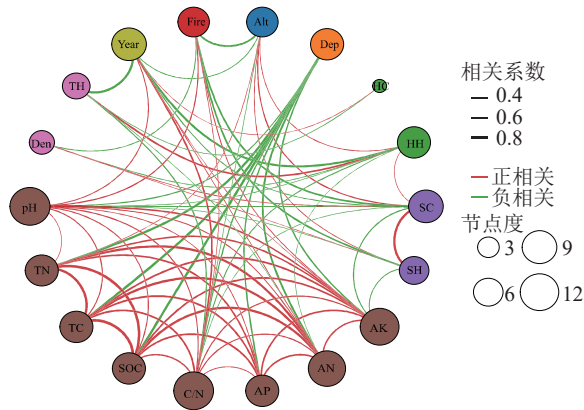 Fire
Alt
Year
Dep
TH
HC
Den
HH
pH
SC
TN
SH
TC
AK
SOC
AN
C/N
AP
相关系数
0.4
0.6
0.8
正相关
负相关
节点度
3 9
6 12